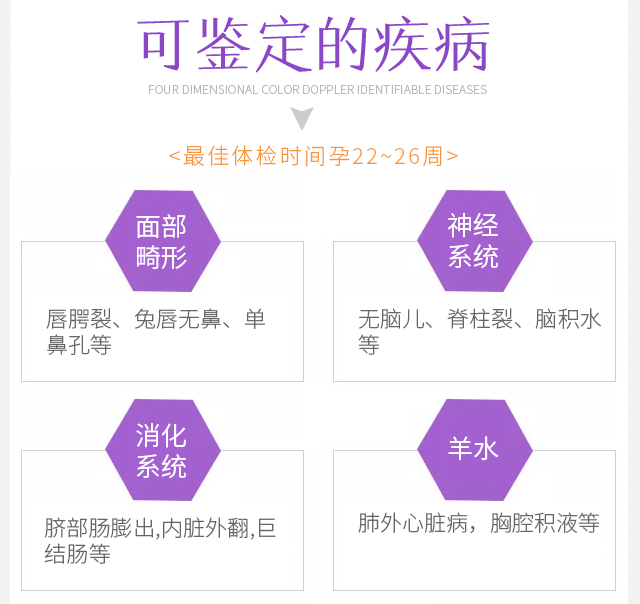 可鉴定的疾病
FOUR DIMENSIONAL COLOR DOPPLER IDENTIFIABLE DISEASES
<最佳体检时间孕22~26周>
面部
畸形
唇腭裂、兔唇无鼻、单
鼻孔等
神经
系统
无脑儿、脊柱裂、脑积水
等
消化
系统
脐部肠膨出,内脏外翻,巨
结肠等
羊水
肺外心脏病，胸腔积液等